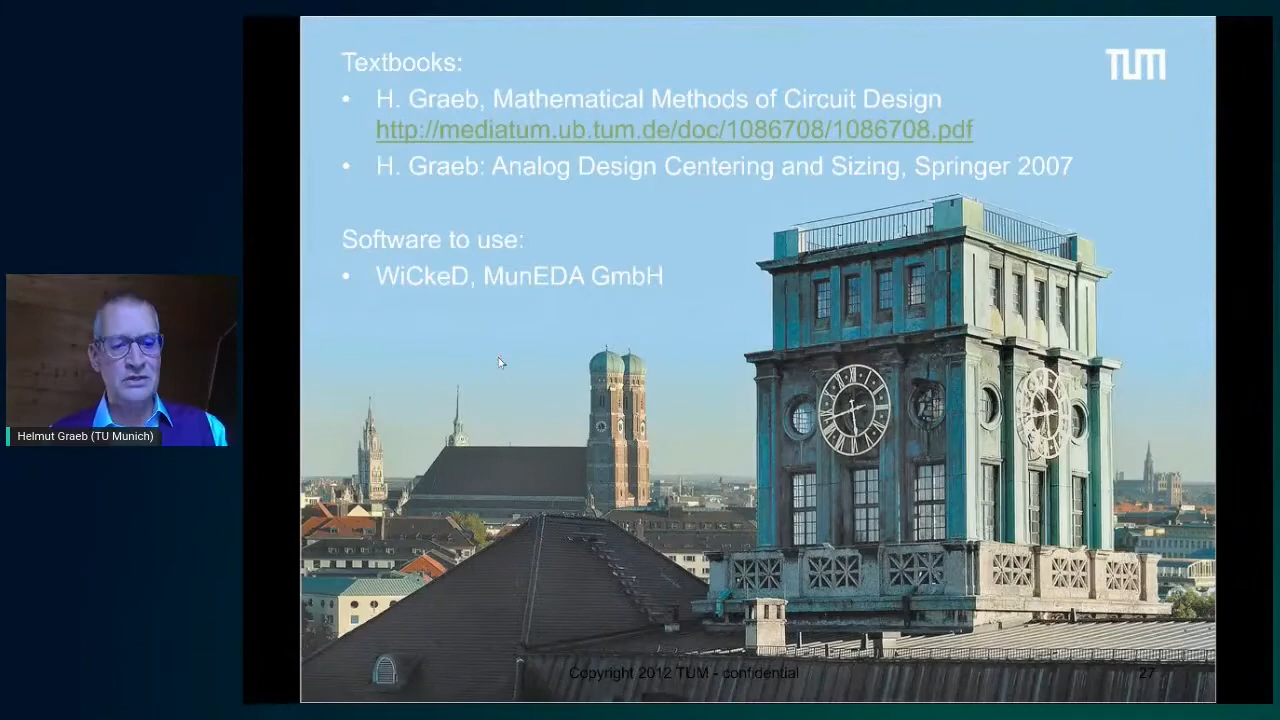 Textbooks:
TUM
• H. Graeb, Mathematical Methods of Circuit Design
http://mediatum.ub.tum.de/doc/1086708/1086708.pdf
• H. Graeb: Analog Design Centering and Sizing, Springer 2007
Software to use:
• WiCkeD, MunEDA GmbH
Helmut Graeb (TU Munich)
Copyright 2012 TUM - confidential
27